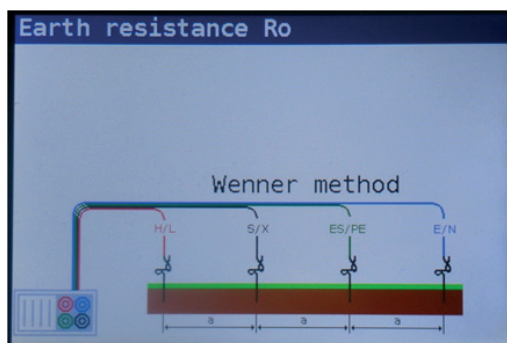 Earth resistance Ro
Wenner method
H/L S/X ES/PE E/N
a a a